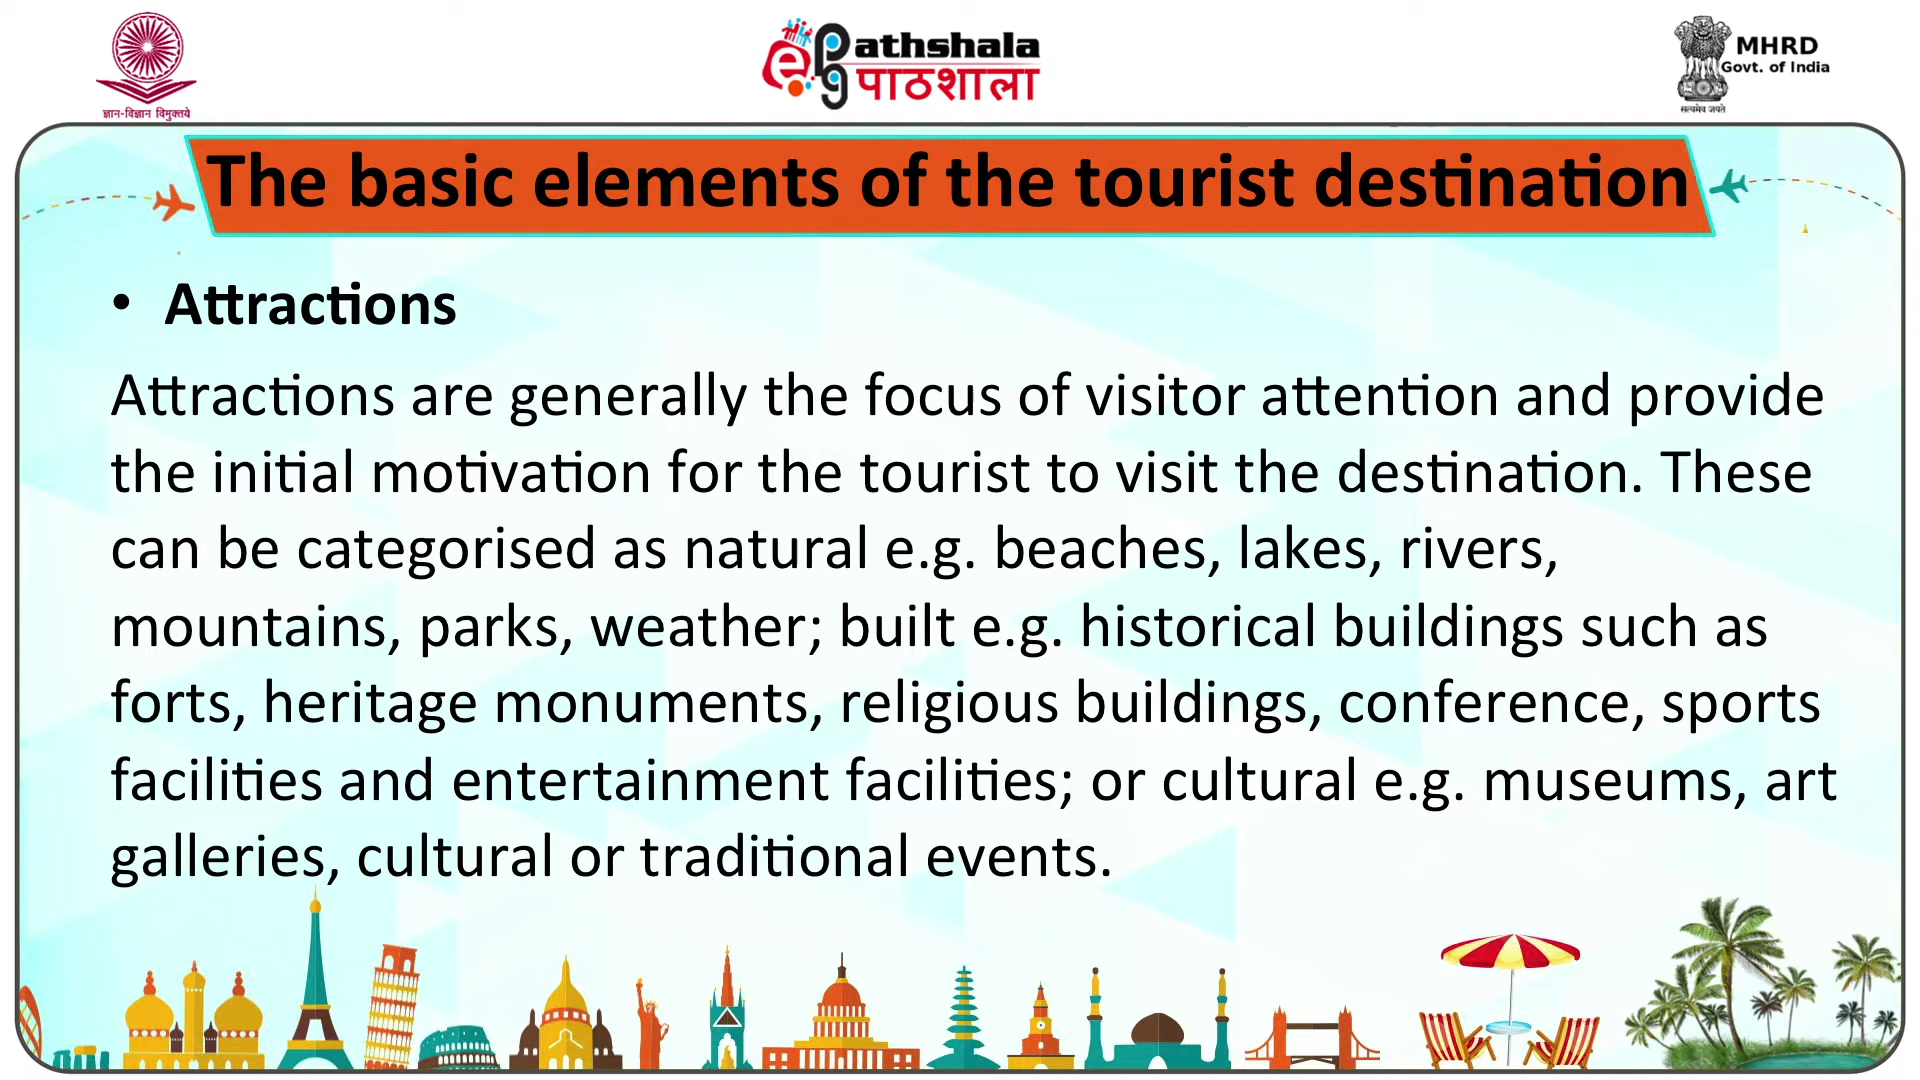 ज्ञान-विज्ञान विमुक्तये
ePG Pathshala
पाठशाला
MHRD
Govt. of India
सत्यमेव जयते
The basic elements of the tourist destination
• Attractions
Attractions are generally the focus of visitor attention and provide
the initial motivation for the tourist to visit the destination. These
can be categorised as natural e.g. beaches, lakes, rivers,
mountains, parks, weather; built e.g. historical buildings such as
forts, heritage monuments, religious buildings, conference, sports
facilities and entertainment facilities; or cultural e.g. museums, art
galleries, cultural or traditional events.